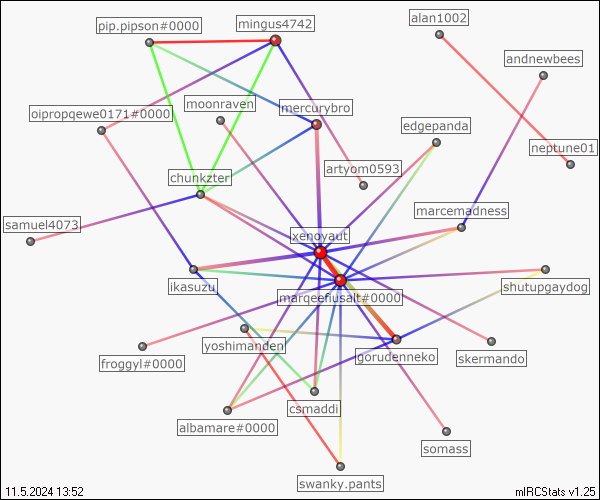 pip.pipson#0000
mingus4742
alan1002
andnewbees
oipropqewe0171#0000
moonraven
mercurybro
edgepanda
neptune01
chunkzter
artyom0593
samuel4073
marcemadness
xenoyaut
ikasuzu
marqeefiusalt#0000
shutupgaydog
yoshimanden
gorudenneko
skermando
froggyl#0000
albamare#0000
csmaddi
somass
swanky.pants
11.5.2024 13:52
mIRCStats v1.25